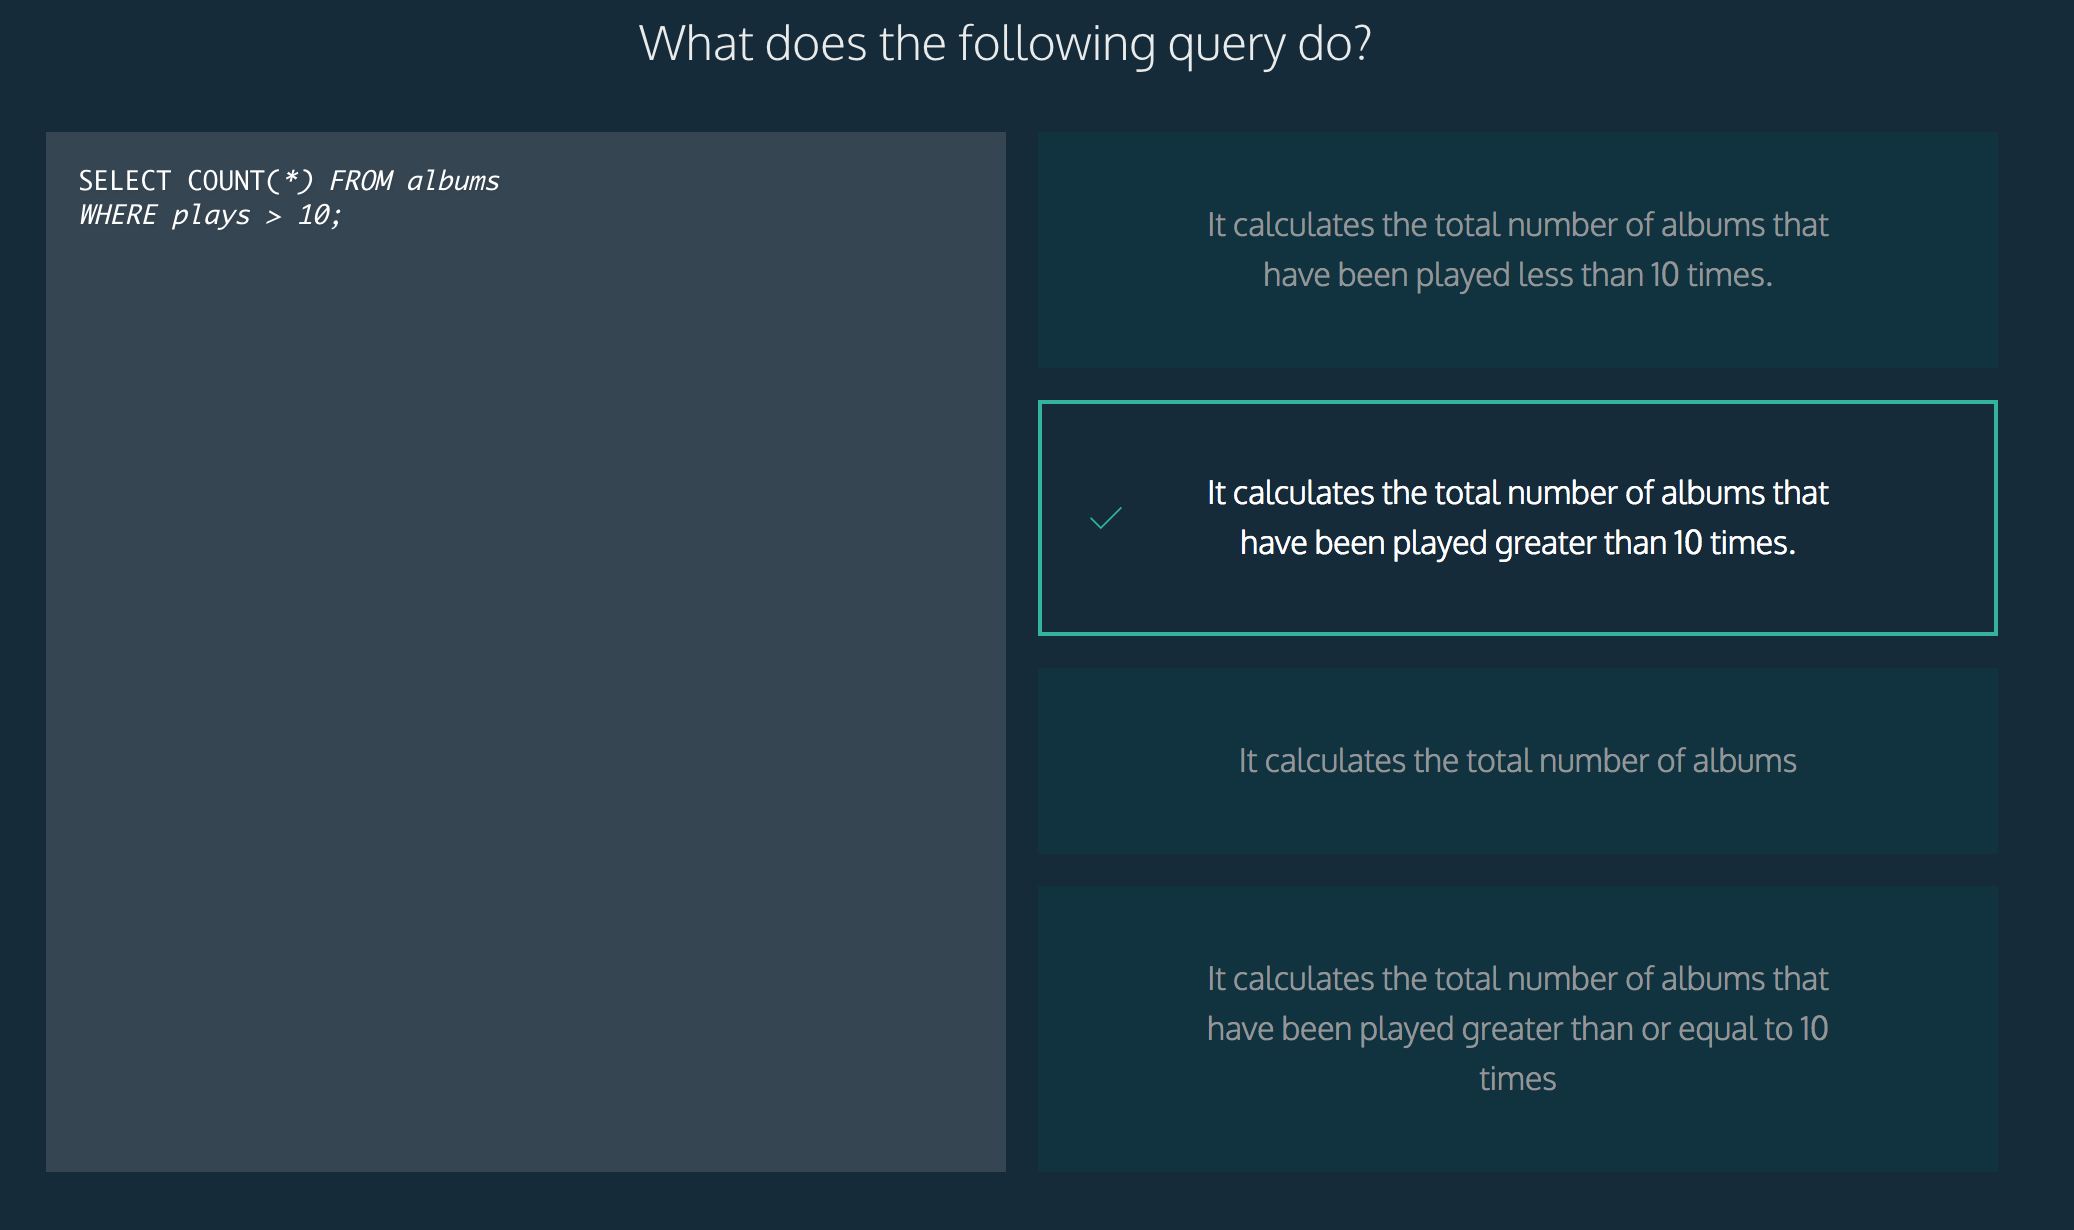 What does the following query do?
SELECT COUNT(*) FROM albums
WHERE plays > 10;
It calculates the total number of albums that
have been played less than 10 times.
It calculates the total number of albums that
have been played greater than 10 times.
It calculates the total number of albums
It calculates the total number of albums that
have been played greater than or equal to 10
times